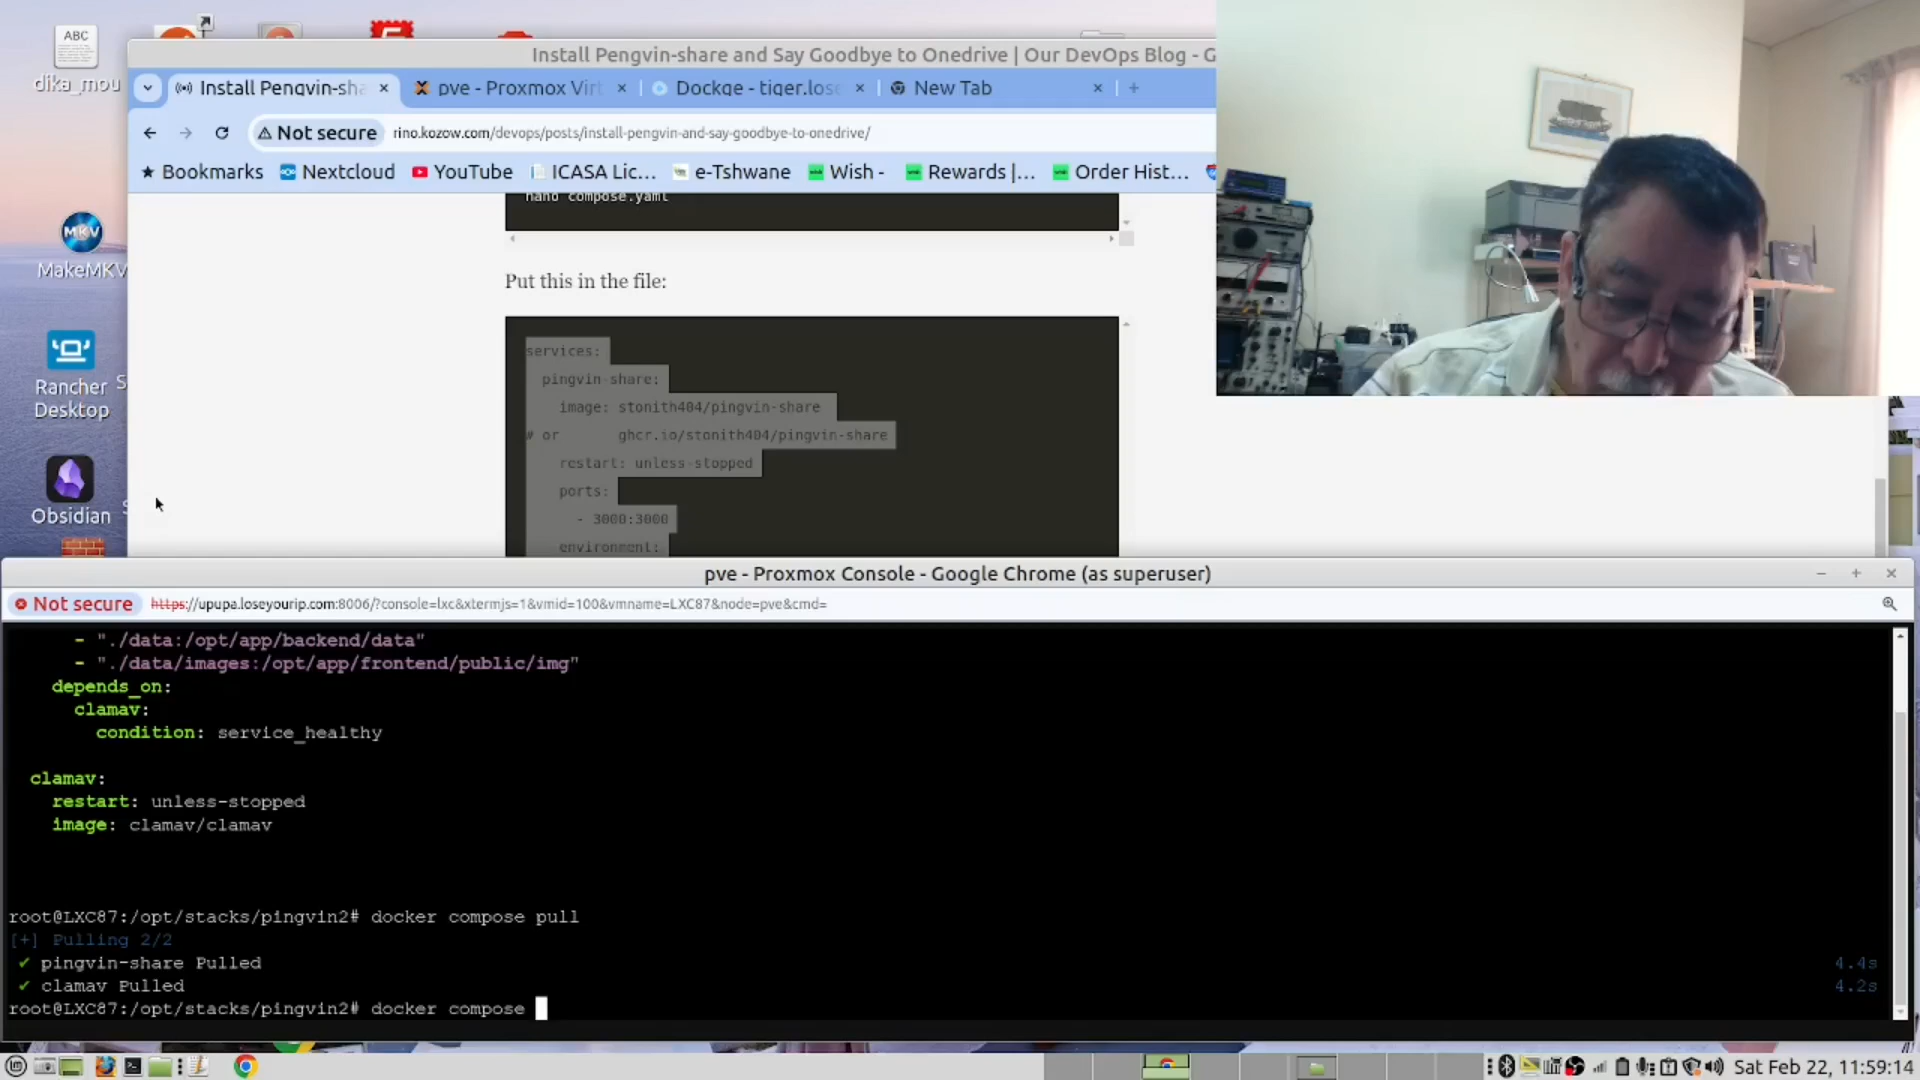 ABC
dika_mou
MKV
MakeMKV
Rancher
Desktop
Obsidian
Install Pengvin-share and Say Goodbye to Onedrive | Our DevOps Blog - G
Install Pengvin-sha
pve - Proxmox Virt
Dockge - tiger.lose
New Tab
Not secure
rino.kozow.com/devops/posts/install-pengvin-and-say-goodbye-to-onedrive/
Bookmarks
Nextcloud
YouTube
ICASA Lic...
e-Tshwane
Wish -
Rewards |...
Order Hist...
nano compose.yaml
Put this in the file:
services:
pingvin-share:
image: stonith404/pingvin-share
# or ghcr.io/stonith404/pingvin-share
restart: unless-stopped
ports:
- 3000:3000
environment:
pve - Proxmox Console - Google Chrome (as superuser)
Not secure https://upupa.loseyourip.com:8006/?console=lxc&xtermjs=1&vmid=100&vmname=LXC87&node=pve&cmd=
- "./data:/opt/app/backend/data"
- "./data/images:/opt/app/frontend/public/img"
depends_on:
clamav:
condition: service_healthy
clamav:
restart: unless-stopped
image: clamav/clamav
root@LXC87:/opt/stacks/pingvin2# docker compose pull
[+] Pulling 2/2
✔ pingvin-share Pulled 4.4s
✔ clamav Pulled 4.2s
root@LXC87:/opt/stacks/pingvin2# docker compose
Sat Feb 22, 11:59:14